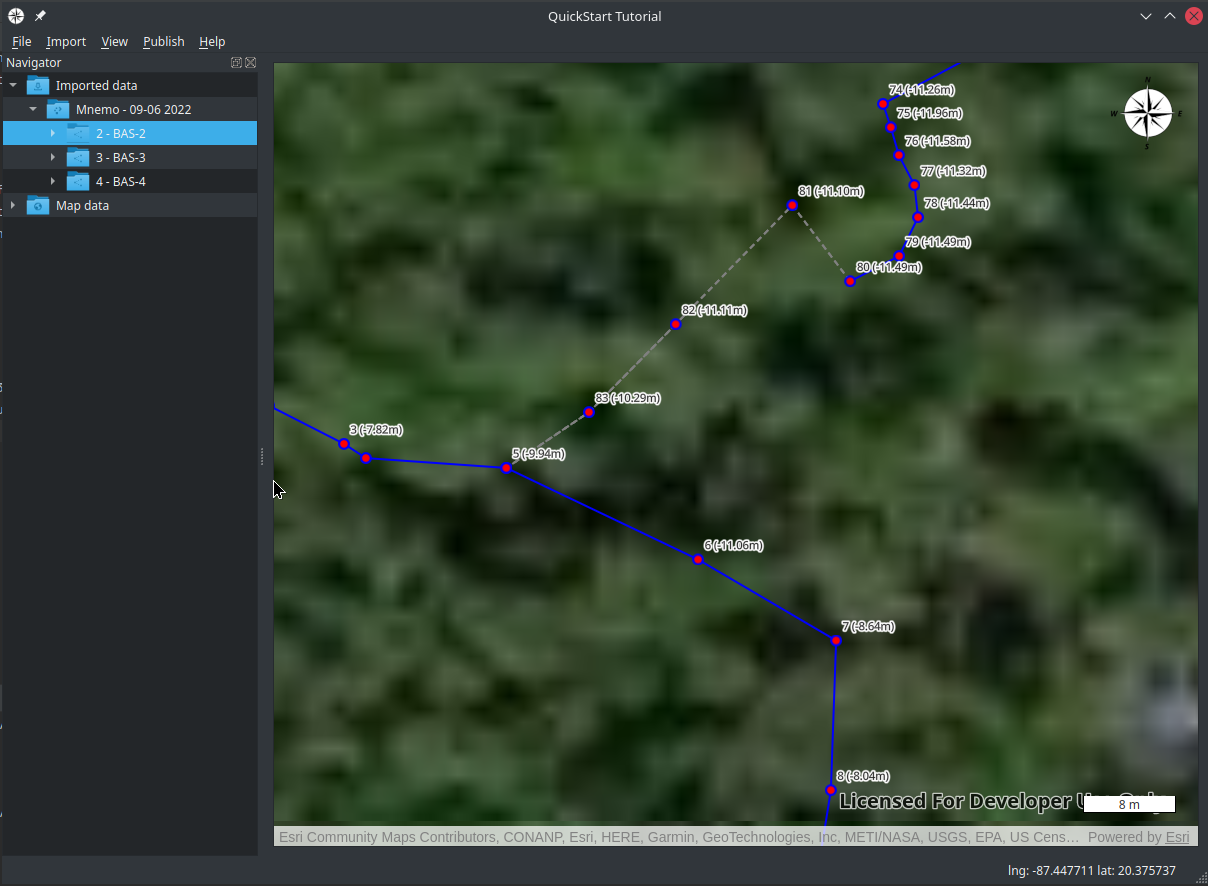 QuickStart Tutorial
File Import View Publish Help
Navigator
Imported data
Mnemo - 09-06 2022
2 - BAS-2
3 - BAS-3
4 - BAS-4
Map data
74 (-11.26m)
75 (-11.96m)
76 (-11.58m)
77 (-11.32m)
78 (-11.44m)
79 (-11.49m)
80 (-11.49m)
81 (-11.10m)
82 (-11.11m)
83 (-10.29m)
3 (-7.82m)
5 (-9.94m)
6 (-11.06m)
7 (-8.64m)
8 (-8.04m)
N
W E
S
Licensed For Developer
8 m
Esri Community Maps Contributors, CONANP, Esri, HERE, Garmin, GeoTechnologies, Inc, METI/NASA, USGS, EPA, US Cens... Powered by Esri
lng: -87.447711 lat: 20.375737